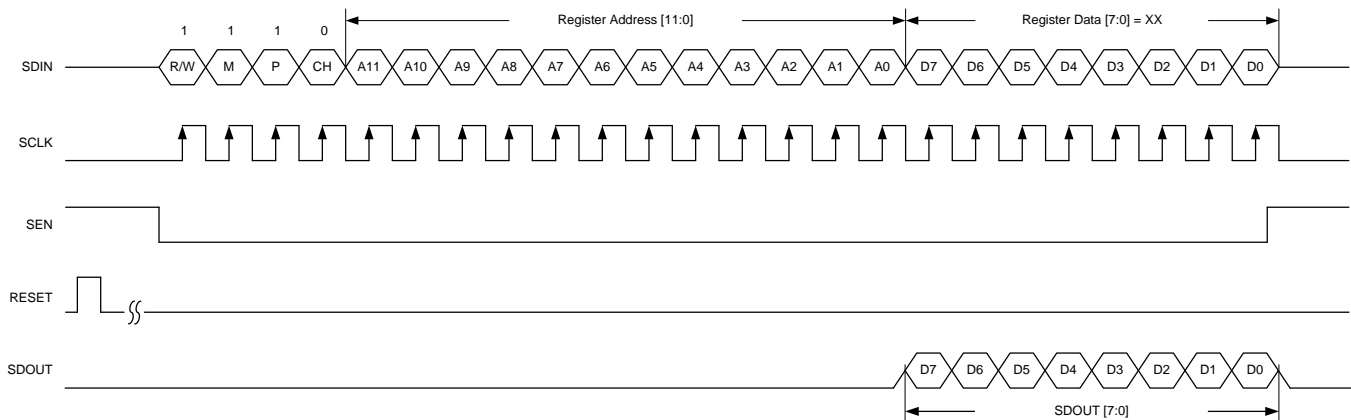 Register Address [11:0] Register Data [7:0] = XX
1 1 1 0
SDIN R/W M P CH A11 A10 A9 A8 A7 A6 A5 A4 A3 A2 A1 A0 D7 D6 D5 D4 D3 D2 D1 D0
SCLK
SEN
RESET
SDOUT D7 D6 D5 D4 D3 D2 D1 D0
SDOUT [7:0]